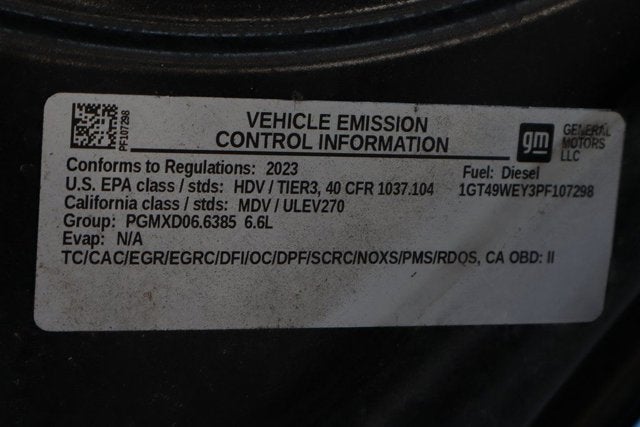 PF107298
VEHICLE EMISSION
CONTROL INFORMATION
gm
GENERAL
MOTORS
LLC
Conforms to Regulations: 2023
Fuel: Diesel
U.S. EPA class / stds: HDV / TIER3, 40 CFR 1037.104
1GT49WEY3PF107298
California class / stds: MDV / ULEV270
Group: PGMXD06.6385 6.6L
Evap: N/A
TC/CAC/EGR/EGRC/DFI/OC/DPF/SCRC/NOXS/PMS/RDQS, CA OBD: II